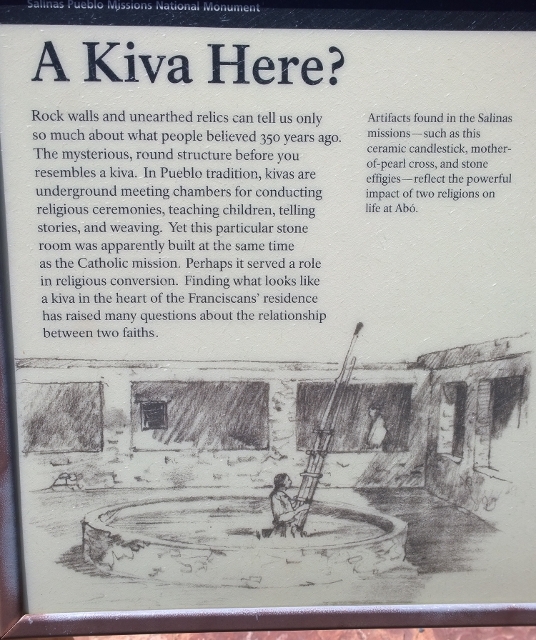 Salinas Pueblo Missions National Monument
A Kiva Here?
Rock walls and unearthed relics can tell us only
so much about what people believed 350 years ago.
The mysterious, round structure before you
resembles a kiva. In Pueblo tradition, kivas are
underground meeting chambers for conducting
religious ceremonies, teaching children, telling
stories, and weaving. Yet this particular stone
room was apparently built at the same time
as the Catholic mission. Perhaps it served a role
in religious conversion. Finding what looks like
a kiva in the heart of the Franciscans' residence
has raised many questions about the relationship
between two faiths.
Artifacts found in the Salinas
missions—such as this
ceramic candlestick, mother-
of-pearl cross, and stone
effigies—reflect the powerful
impact of two religions on
life at Abó.